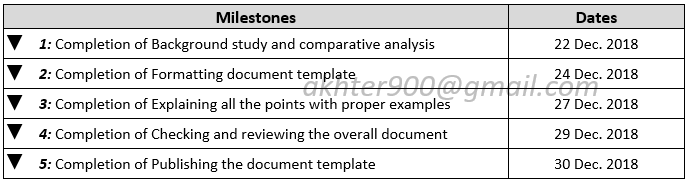 Milestones Dates
▼ 1: Completion of Background study and comparative analysis 22 Dec. 2018
▼ 2: Completion of Formatting document template 24 Dec. 2018
akhter900@gmail.com
▼ 3: Completion of Explaining all the points with proper examples 27 Dec. 2018
▼ 4: Completion of Checking and reviewing the overall document 29 Dec. 2018
▼ 5: Completion of Publishing the document template 30 Dec. 2018